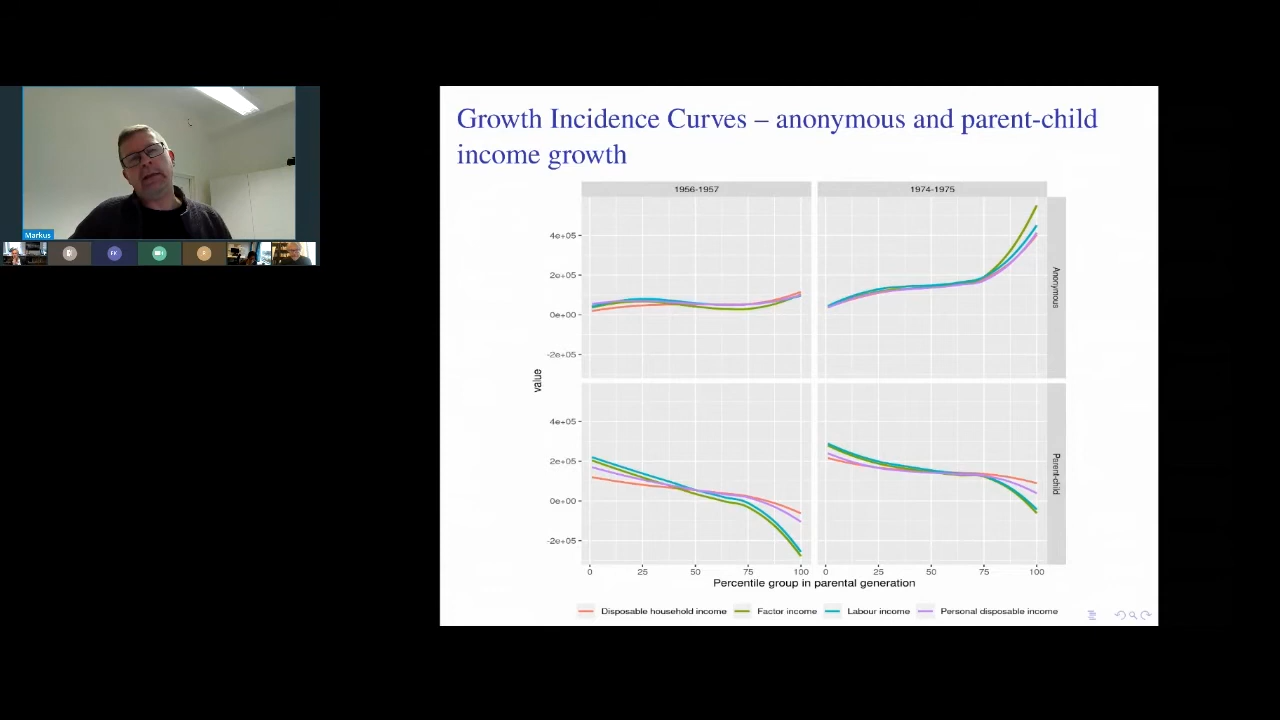 Growth Incidence Curves – anonymous and parent-child
income growth
Markus
FK
1956-1957
1974-1975
4e+05
2e+05
0e+00
-2e+05
Anonymous
value
4e+05
2e+05
0e+00
-2e+05
Parent-child
0 25 50 75 100 0 25 50 75 100
Percentile group in parental generation
Disposable household income Factor income Labour income Personal disposable income